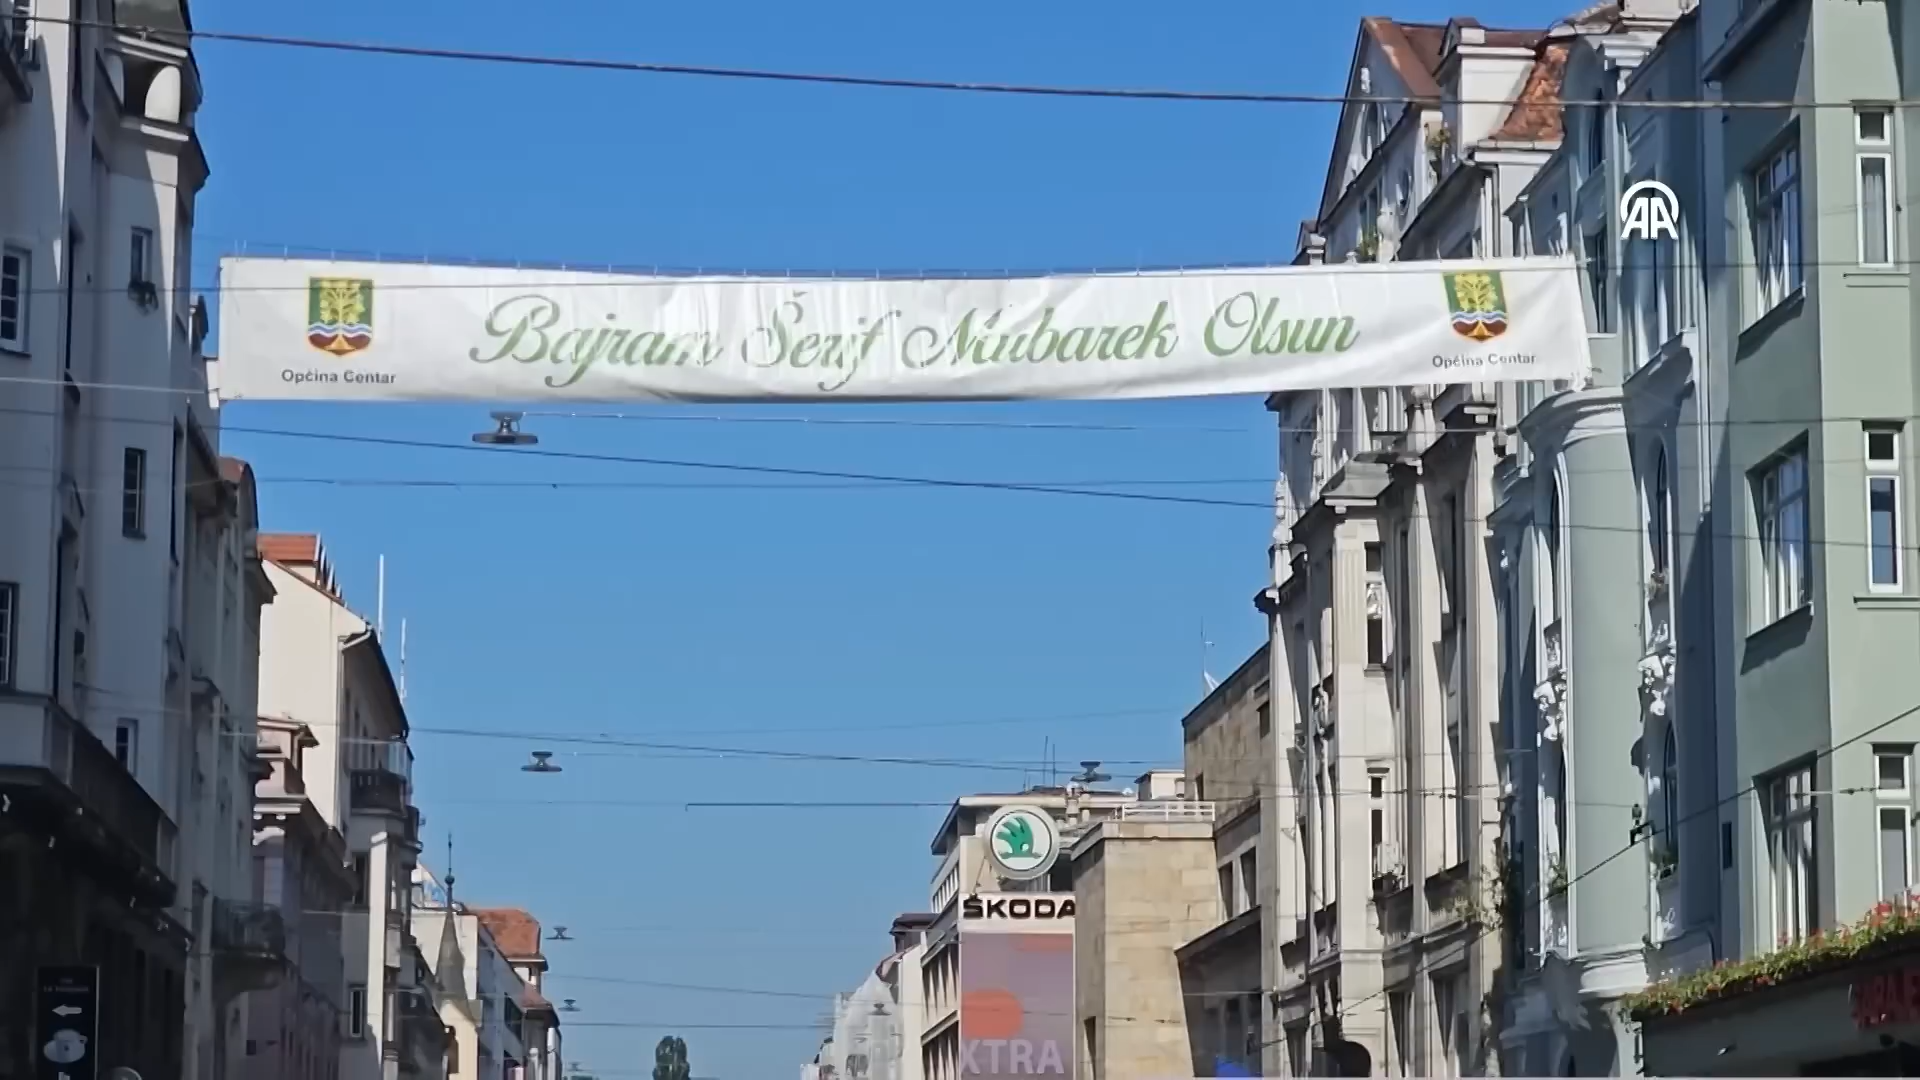 AA
Bajram Šerif Mubarek Olsun
Općina Centar
Općina Centar
ŠKODA
XTRA